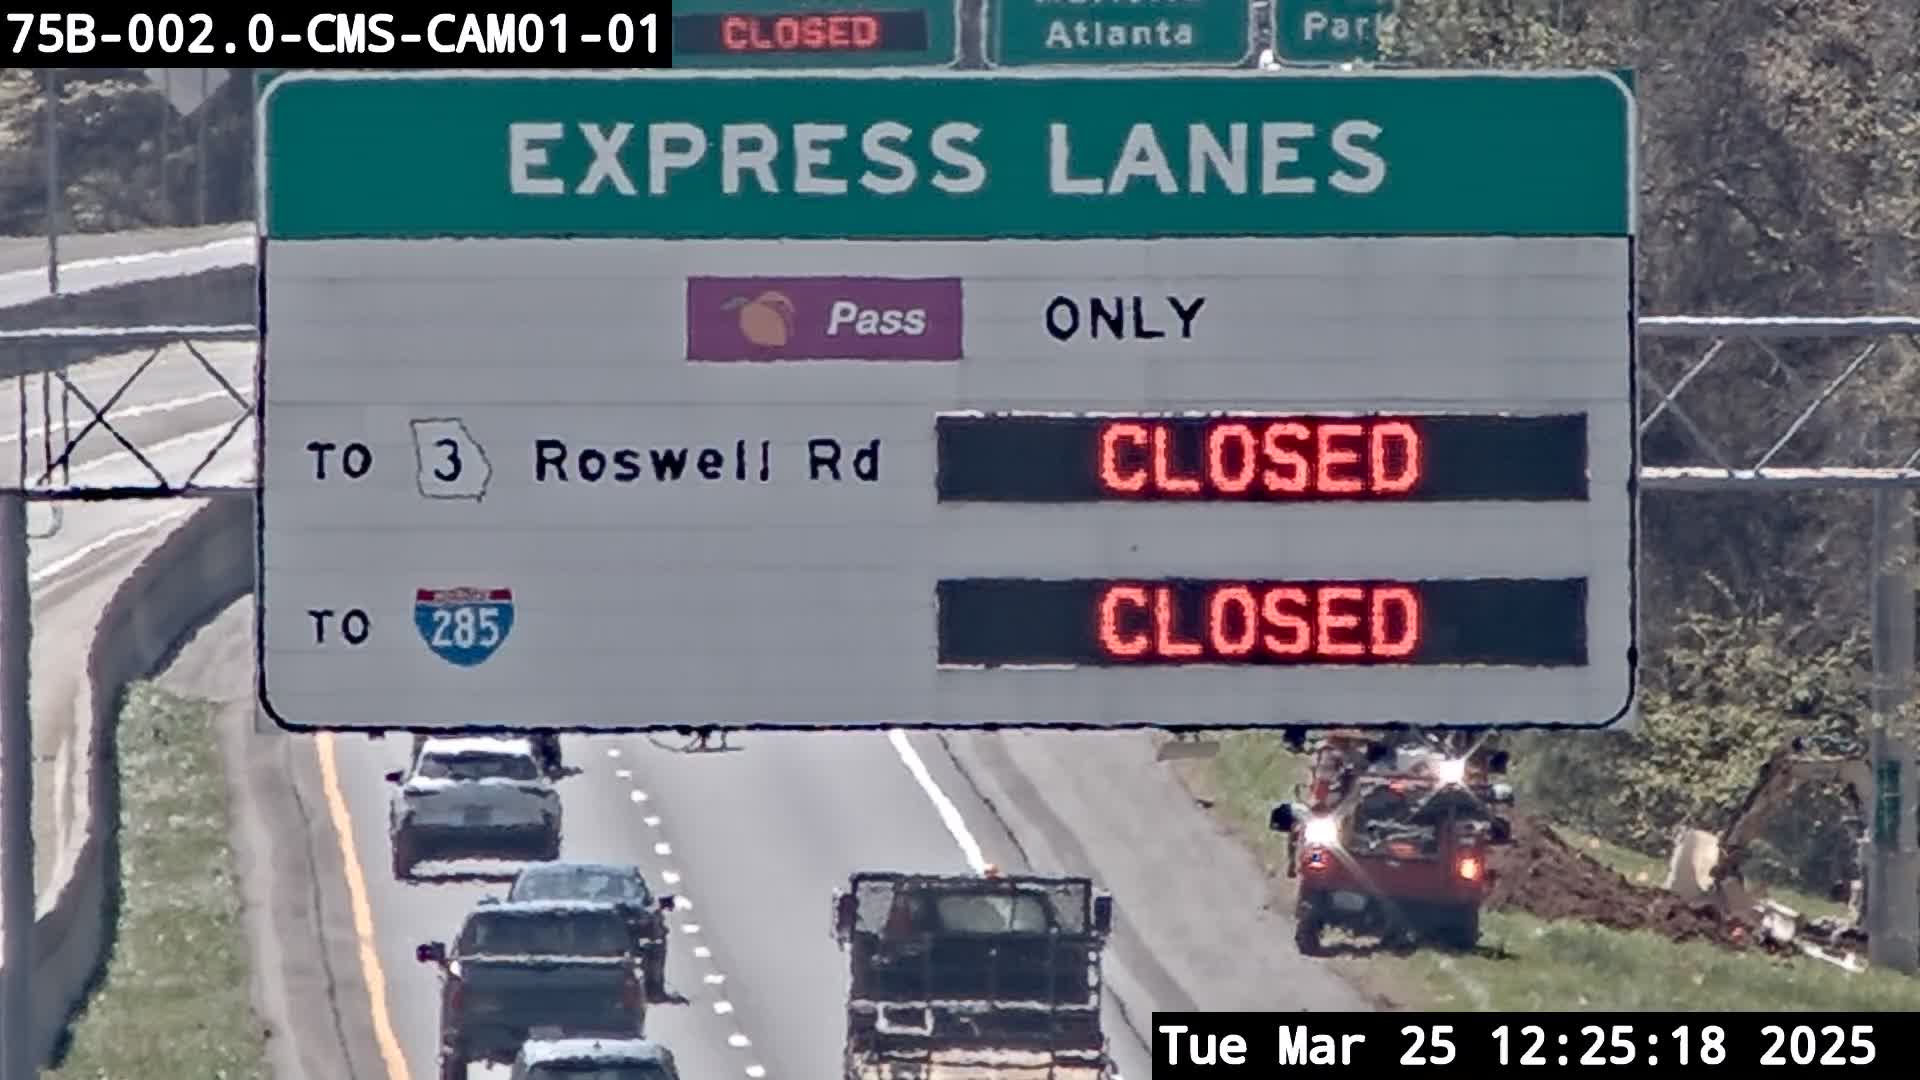 75B-002.0-CMS-CAM01-01
CLOSED
Atlanta
Park
EXPRESS LANES
Pass ONLY
TO 3 Roswell Rd CLOSED
TO 285 CLOSED
Tue Mar 25 12:25:18 2025